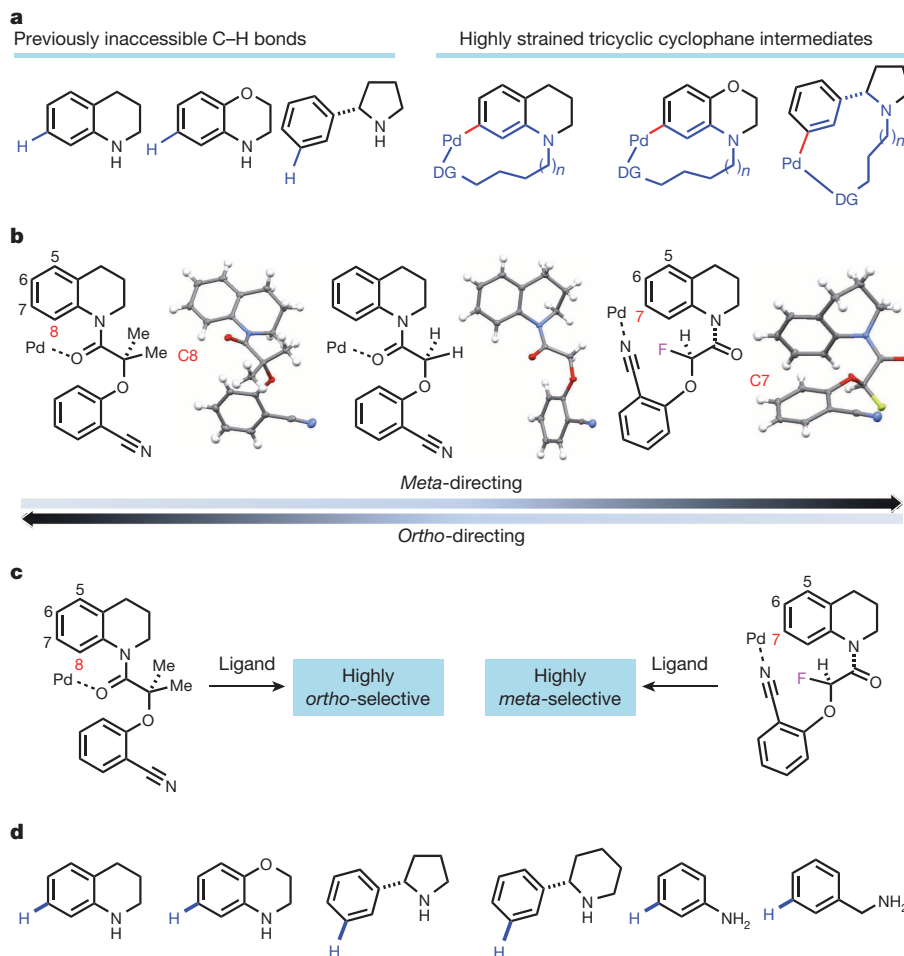 a
Previously inaccessible C–H bonds
Highly strained tricyclic cyclophane intermediates
H
N
H
O
H
N
H
N
H
H
Pd
DG
N
( )n
O
Pd
DG
N
( )n
N
( )n
Pd
DG
b
5
6
7
8
N
Me
Pd
O
Me
O
N
C8
N
H
Pd
O
H
O
N
5
6
Pd
7
N
H
N
F
O
O
C7
Meta-directing
Ortho-directing
c
5
6
7
8
N
Me
Pd
O
Me
O
N
Ligand
Highly
ortho-selective
Highly
meta-selective
Ligand
5
6
Pd
7
N
H
N
F
O
O
d
H
N
H
O
H
N
H
N
H
H
N
H
H
H
NH2
H
NH2